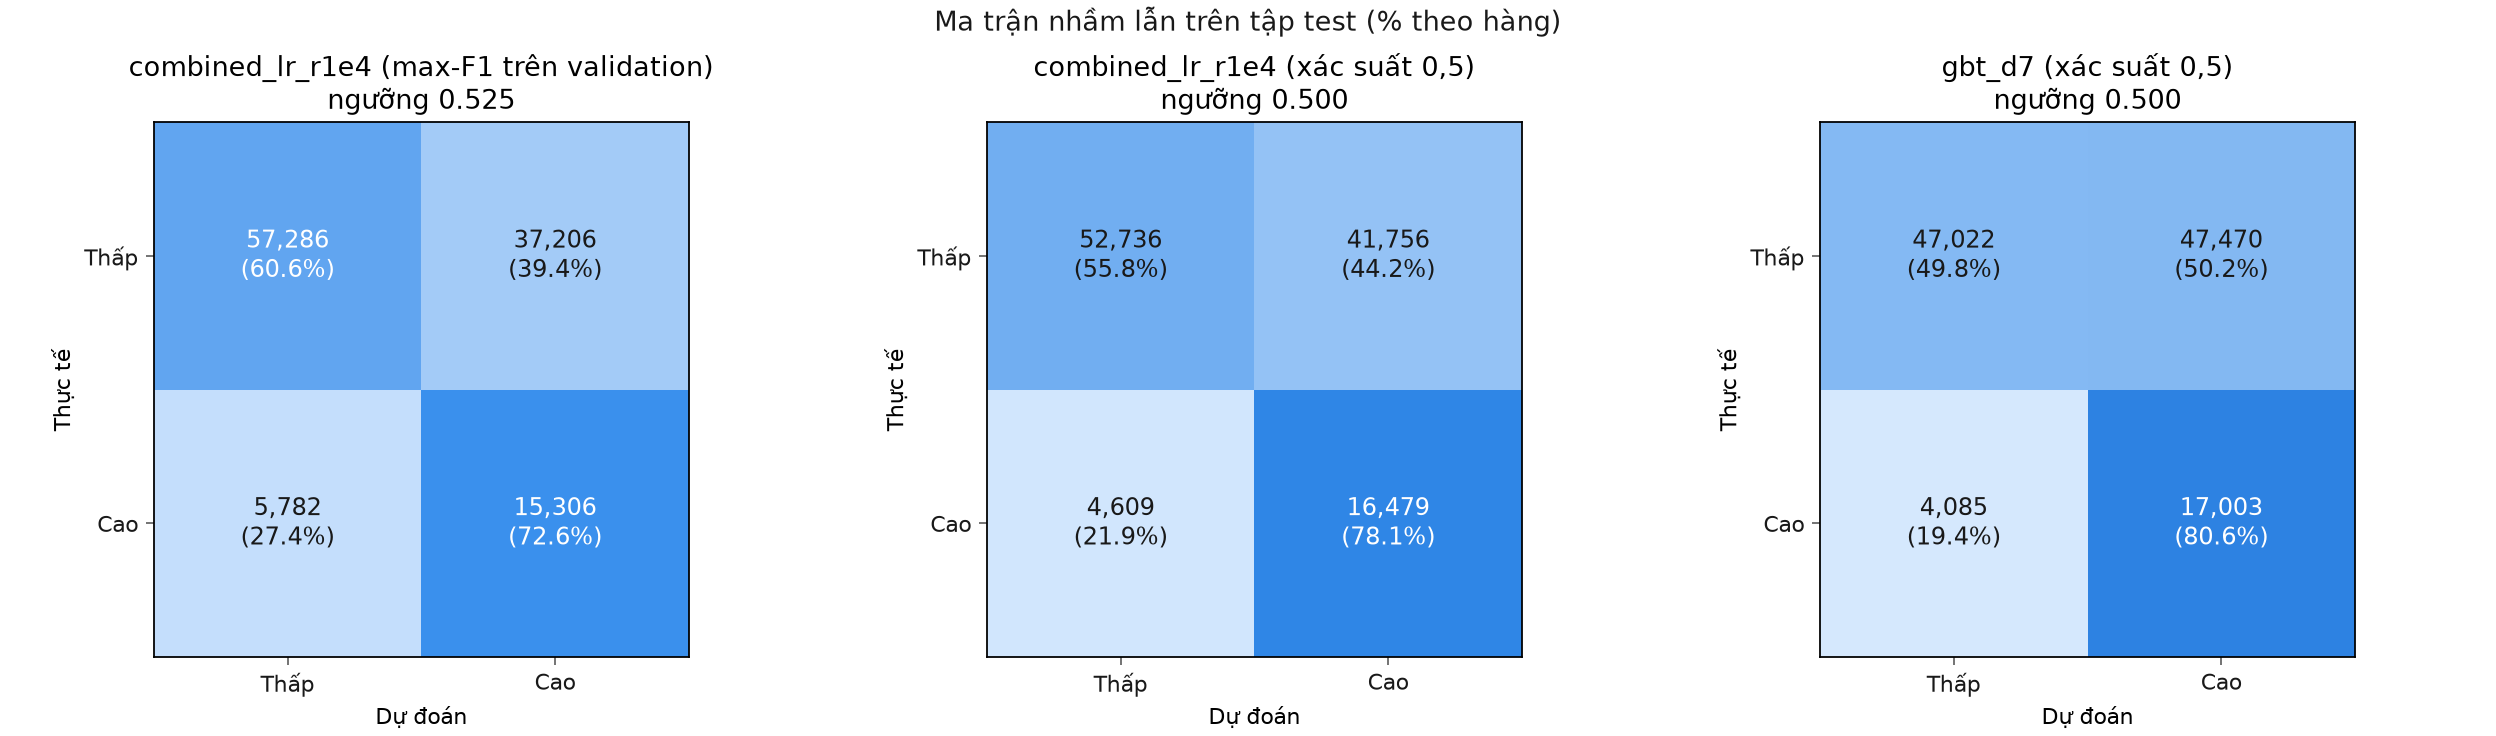 Ma trận nhầm lẫn trên tập test (% theo hàng)
combined_lr_r1e4 (max-F1 trên validation)
ngưỡng 0.525
Thực tế
Thấp
57,286
(60.6%)
37,206
(39.4%)
Cao
5,782
(27.4%)
15,306
(72.6%)
Thấp
Cao
Dự đoán
combined_lr_r1e4 (xác suất 0,5)
ngưỡng 0.500
Thực tế
Thấp
52,736
(55.8%)
41,756
(44.2%)
Cao
4,609
(21.9%)
16,479
(78.1%)
Thấp
Cao
Dự đoán
gbt_d7 (xác suất 0,5)
ngưỡng 0.500
Thực tế
Thấp
47,022
(49.8%)
47,470
(50.2%)
Cao
4,085
(19.4%)
17,003
(80.6%)
Thấp
Cao
Dự đoán